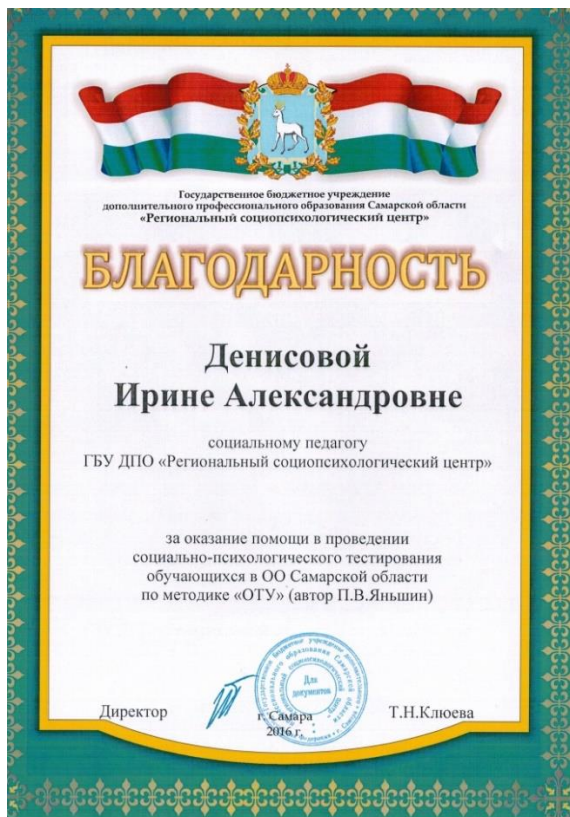 Государственное бюджетное учреждение
дополнительного профессионального образования Самарской области
«Региональный социопсихологический центр»
БЛАГОДАРНОСТЬ
Денисовой
Ирине Александровне
социальному педагогу
ГБУ ДПО «Региональный социопсихологический центр»
за оказание помощи в проведении
социально-психологического тестирования
обучающихся в ОО Самарской области
по методике «ОТУ» (автор П.В.Яньшин)
Для
документов
Директор
г. Самара
Т.Н.Клюева
2016 г.